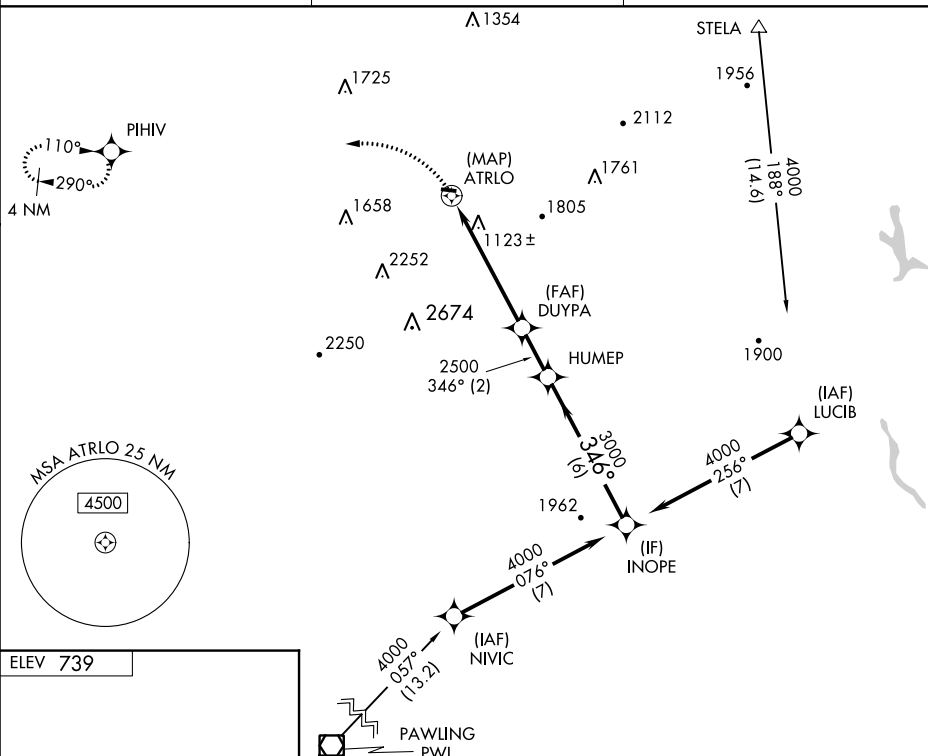 1354
STELA
1725
1956
PIHIV
2112
110°
(MAP)
ATRLO
1761
4000
188°
(14.6)
290°
4 NM
1658
1805
1123 ±
2252
(FAF)
DUYPA
2674
2250
HUMEP
1900
2500
346° (2)
(IAF)
LUCIB
3000
346°
(6)
4000
256°
(7)
MSA ATRLO 25 NM
4500
1962
(IF)
INOPE
4000
076°
(7)
(IAF)
NIVIC
4000
057°
(13.2)
ELEV 739
PAWLING
PWL